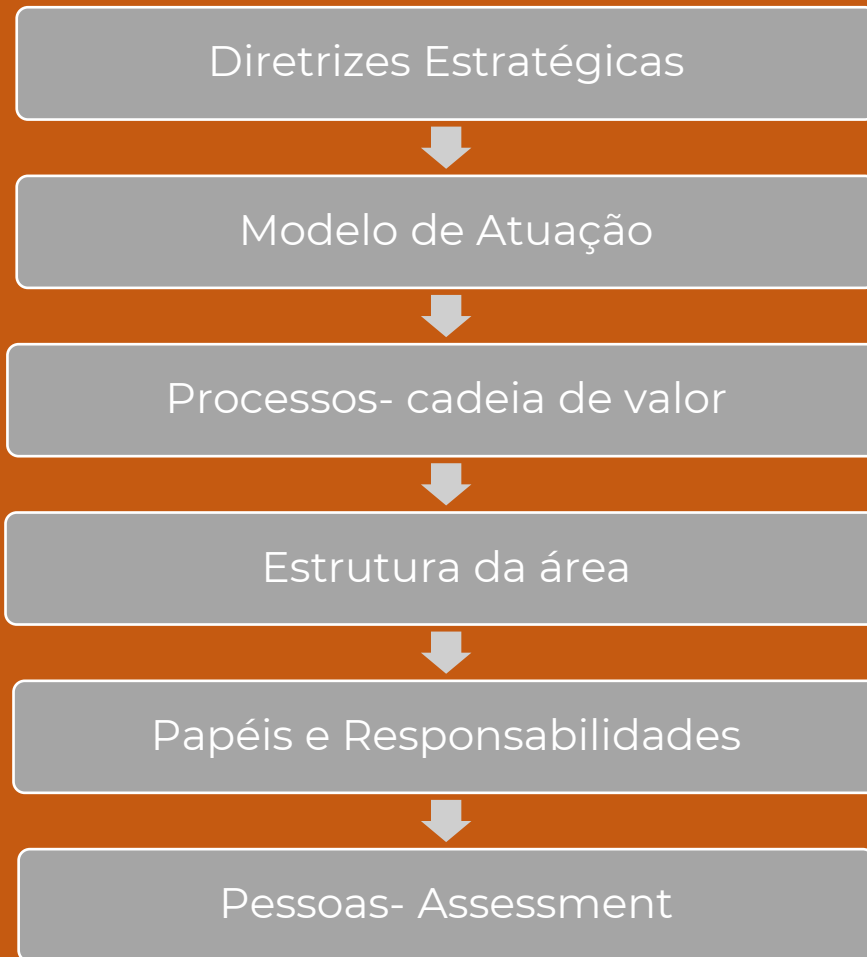 Diretrizes Estratégicas
Modelo de Atuação
Processos- cadeia de valor
Estrutura da área
Papéis e Responsabilidades
Pessoas- Assessment